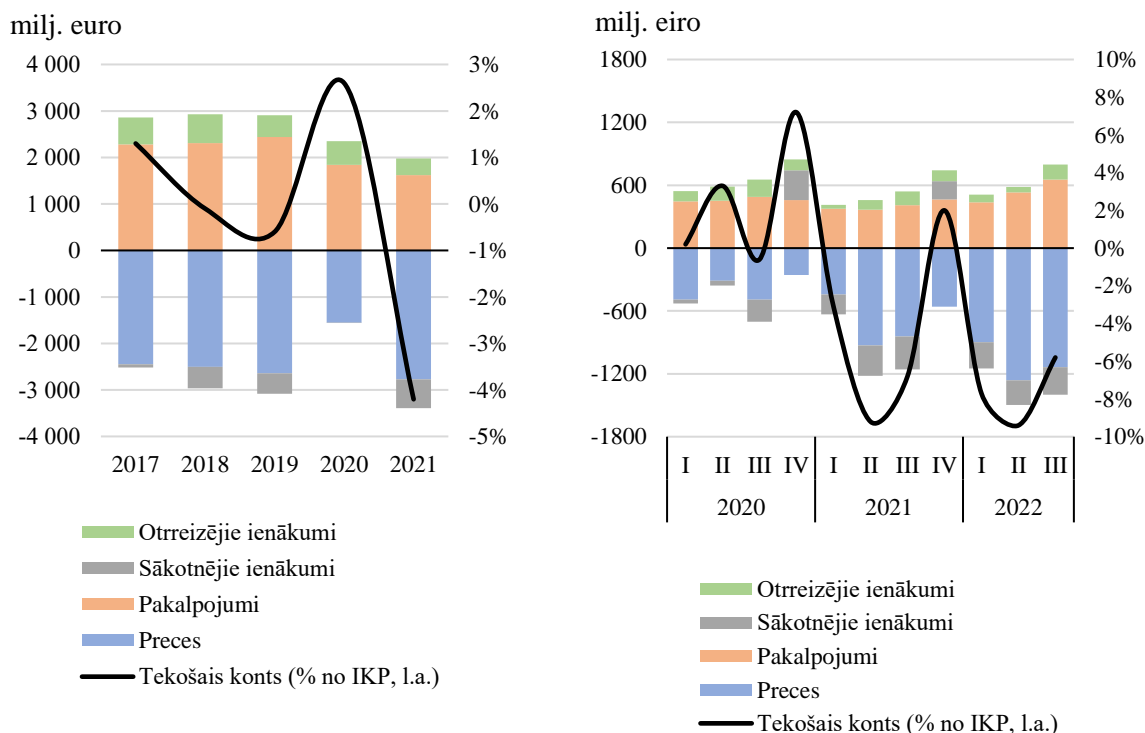 milj. euro
4 000
3 000
2 000
1 000
0
-1 000
-2 000
-3 000
-4 000
3%
2%
1%
0%
-1%
-2%
-3%
-4%
-5%
2017 2018 2019 2020 2021
Otrreizējie ienākumi
Sākotnējie ienākumi
Pakalpojumi
Preces
Tekošais konts (% no IKP, l.a.)
milj. eiro
1800
1200
600
0
-600
-1200
-1800
10%
8%
6%
4%
2%
0%
-2%
-4%
-6%
-8%
-10%
I II III IV I II III IV I II III
2020 2021 2022
Otrreizējie ienākumi
Sākotnējie ienākumi
Pakalpojumi
Preces
Tekošais konts (% no IKP, l.a.)